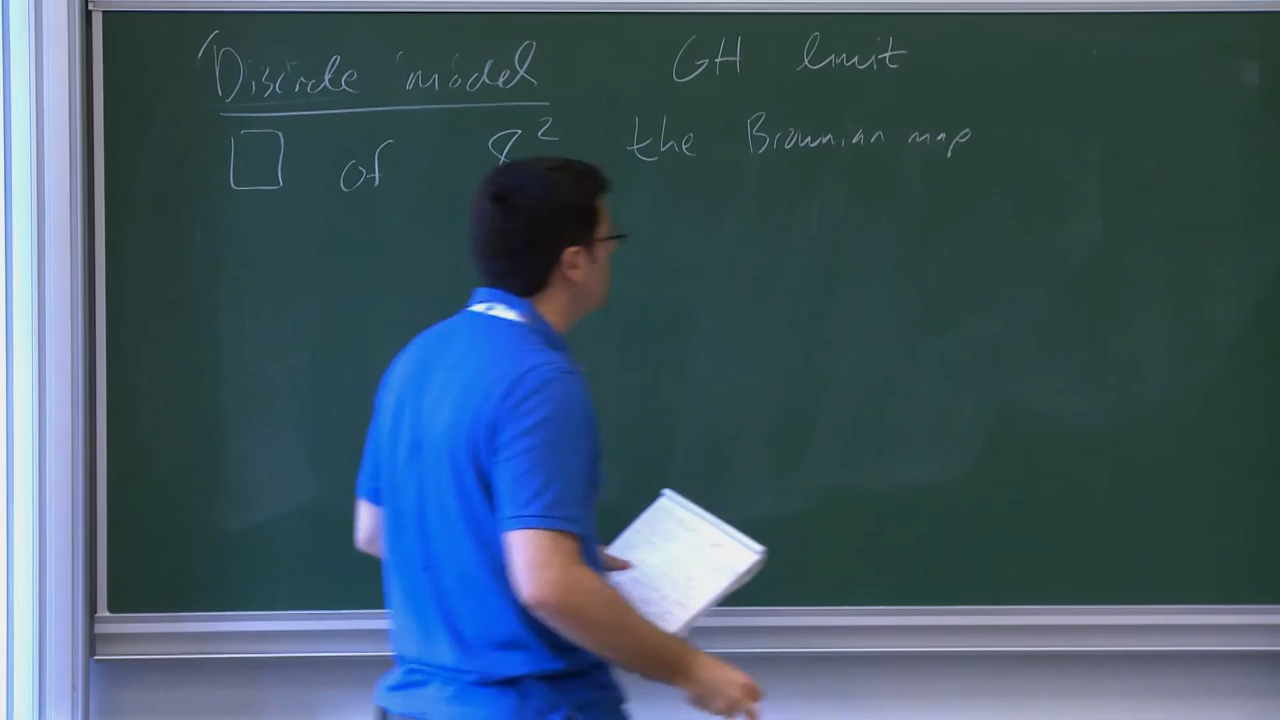 Discrete model GH limit
□ of S² the Brownian map